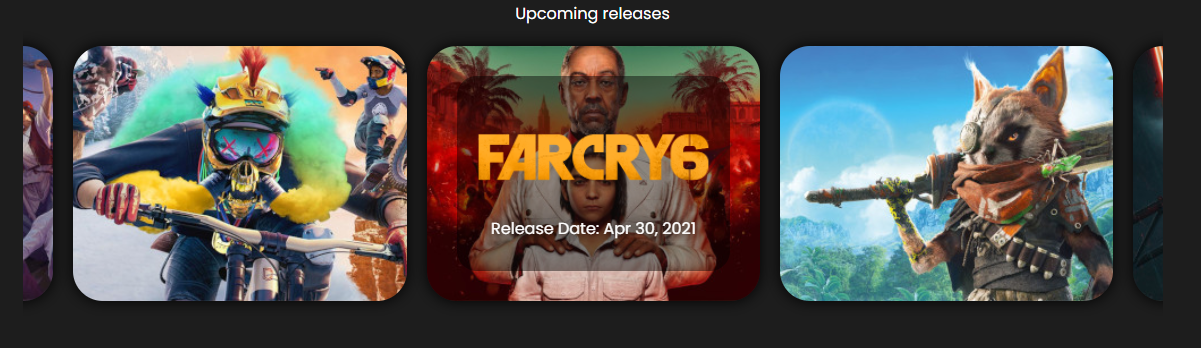 Upcoming releases
FARCRY6
Release Date: Apr 30, 2021